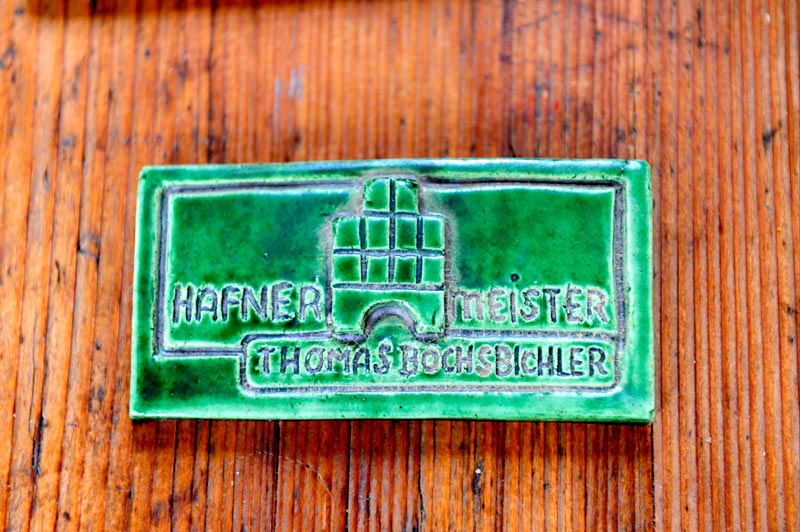 HAFNER MEISTER
THOMAS BOCHSBICHLER